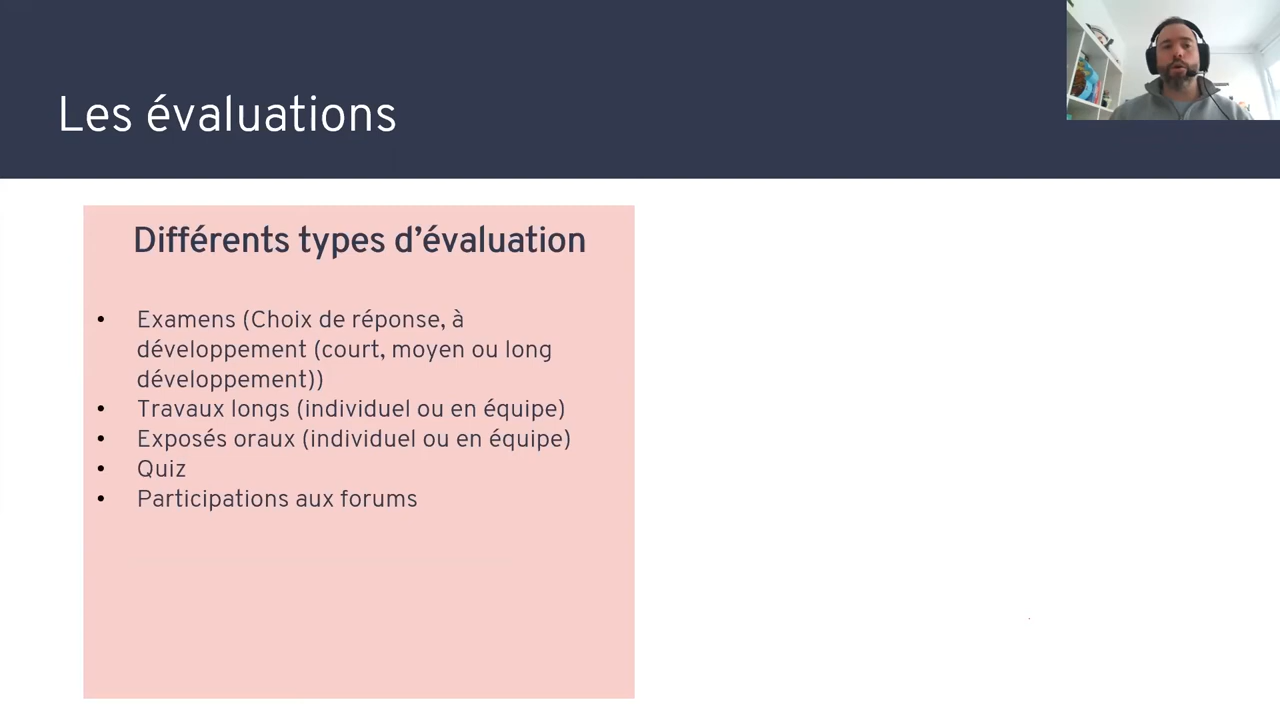 Les évaluations
Différents types d’évaluation
• Examens (Choix de réponse, à
développement (court, moyen ou long
développement))
• Travaux longs (individuel ou en équipe)
• Exposés oraux (individuel ou en équipe)
• Quiz
• Participations aux forums